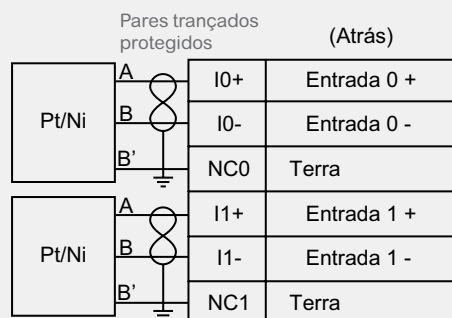 Pares trançados
protegidos
(Atrás)
A
I0+
Entrada 0 +
Pt/Ni
B
I0-
Entrada 0 -
B'
NC0
Terra
A
I1+
Entrada 1 +
Pt/Ni
B
I1-
Entrada 1 -
B'
NC1
Terra